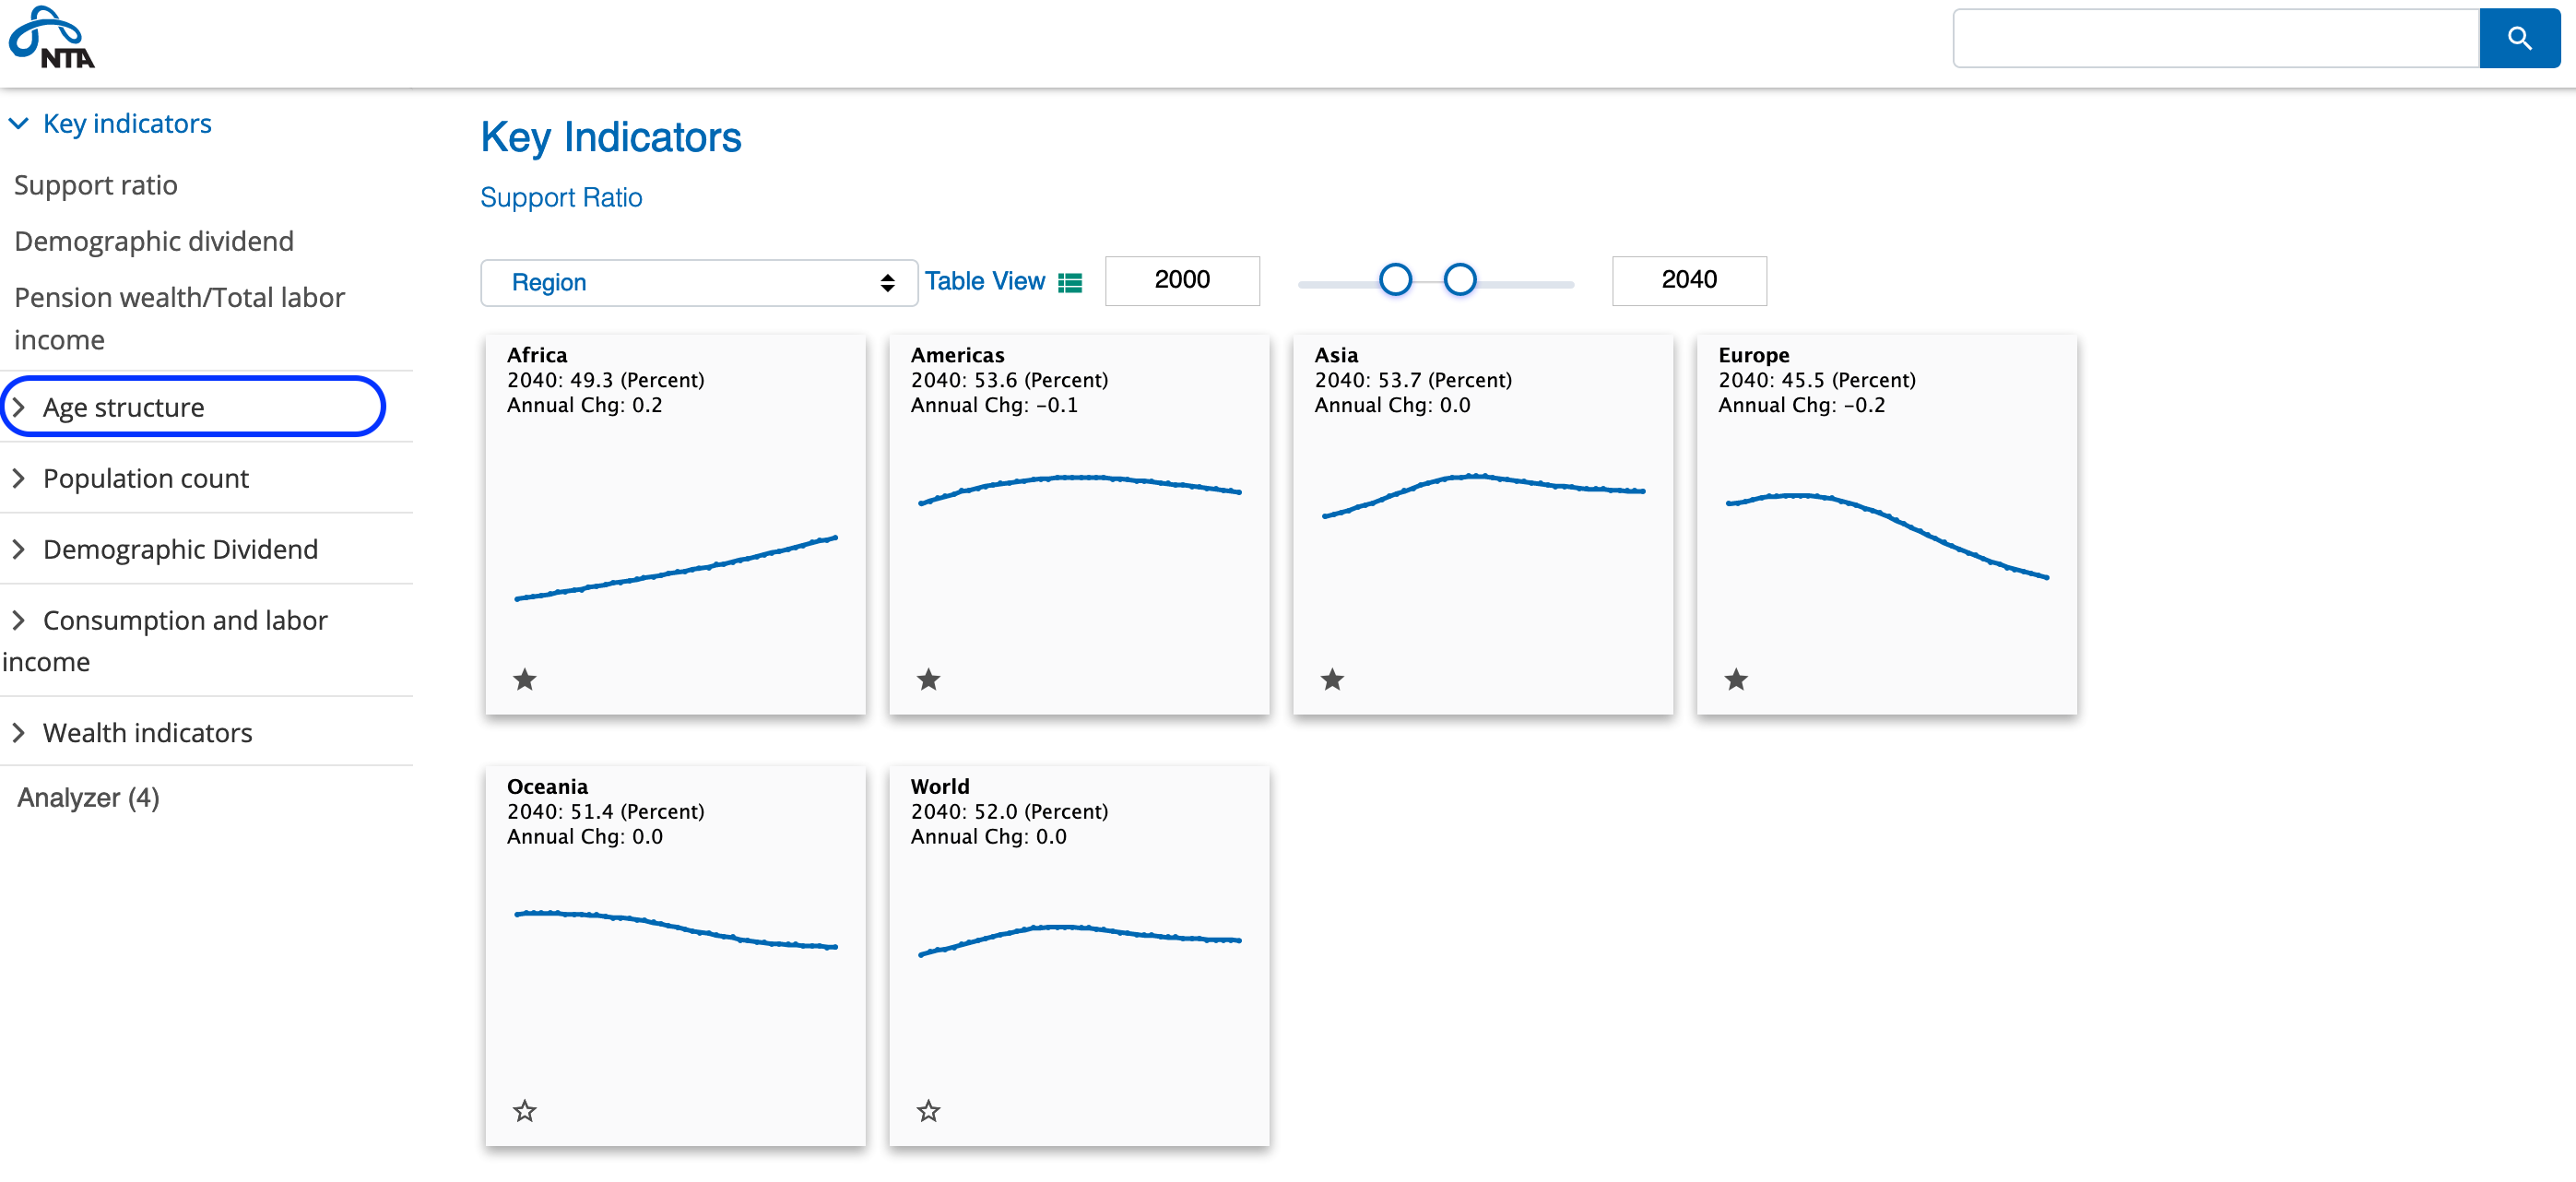 NTA
Key indicators
Support ratio
Demographic dividend
Pension wealth/Total labor
income
Age structure
Population count
Demographic Dividend
Consumption and labor
income
Wealth indicators
Analyzer (4)
Key Indicators
Support Ratio
Region
Table View
2000
2040
Africa
2040: 49.3 (Percent)
Annual Chg: 0.2
Americas
2040: 53.6 (Percent)
Annual Chg: −0.1
Asia
2040: 53.7 (Percent)
Annual Chg: 0.0
Europe
2040: 45.5 (Percent)
Annual Chg: −0.2
Oceania
2040: 51.4 (Percent)
Annual Chg: 0.0
World
2040: 52.0 (Percent)
Annual Chg: 0.0